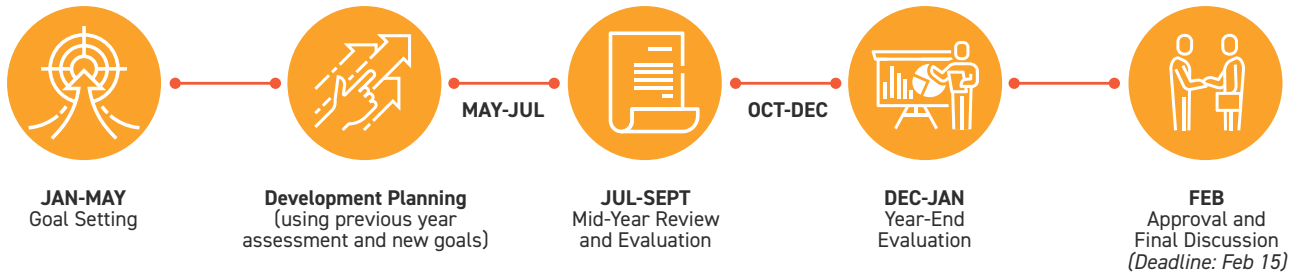 MAY-JUL
OCT-DEC
JAN-MAY
Goal Setting
Development Planning
(using previous year
assessment and new goals)
JUL-SEPT
Mid-Year Review
and Evaluation
DEC-JAN
Year-End
Evaluation
FEB
Approval and
Final Discussion
(Deadline: Feb 15)